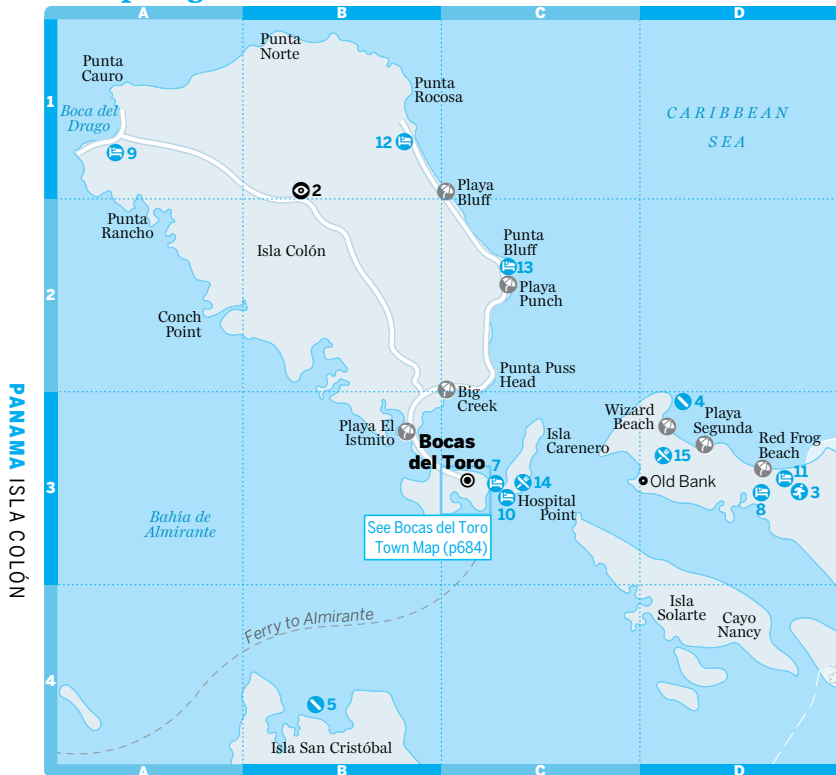 A B C D
1
2
3
4
PANAMA ISLA COLÓN
Punta
Cauro
Punta
Norte
Punta
Rocosa
Boca del
Drago
9
12
2
CARIBBEAN
SEA
Playa
Bluff
Punta
Rancho
Isla Colón
Punta
Bluff
13
Playa
Punch
Conch
Point
Punta Puss
Head
Big
Creek
Playa El
Istmito
Bocas
del Toro
7
10
14
Isla
Carenero
Hospital
Point
Wizard
Beach
4
Playa
Segunda
15
Red Frog
Beach
11
3
8
Old Bank
Bahía de
Almirante
See Bocas del Toro
Town Map (p684)
Isla
Solarte
Cayo
Nancy
Ferry to Almirante
5
Isla San Cristóbal
A B C D